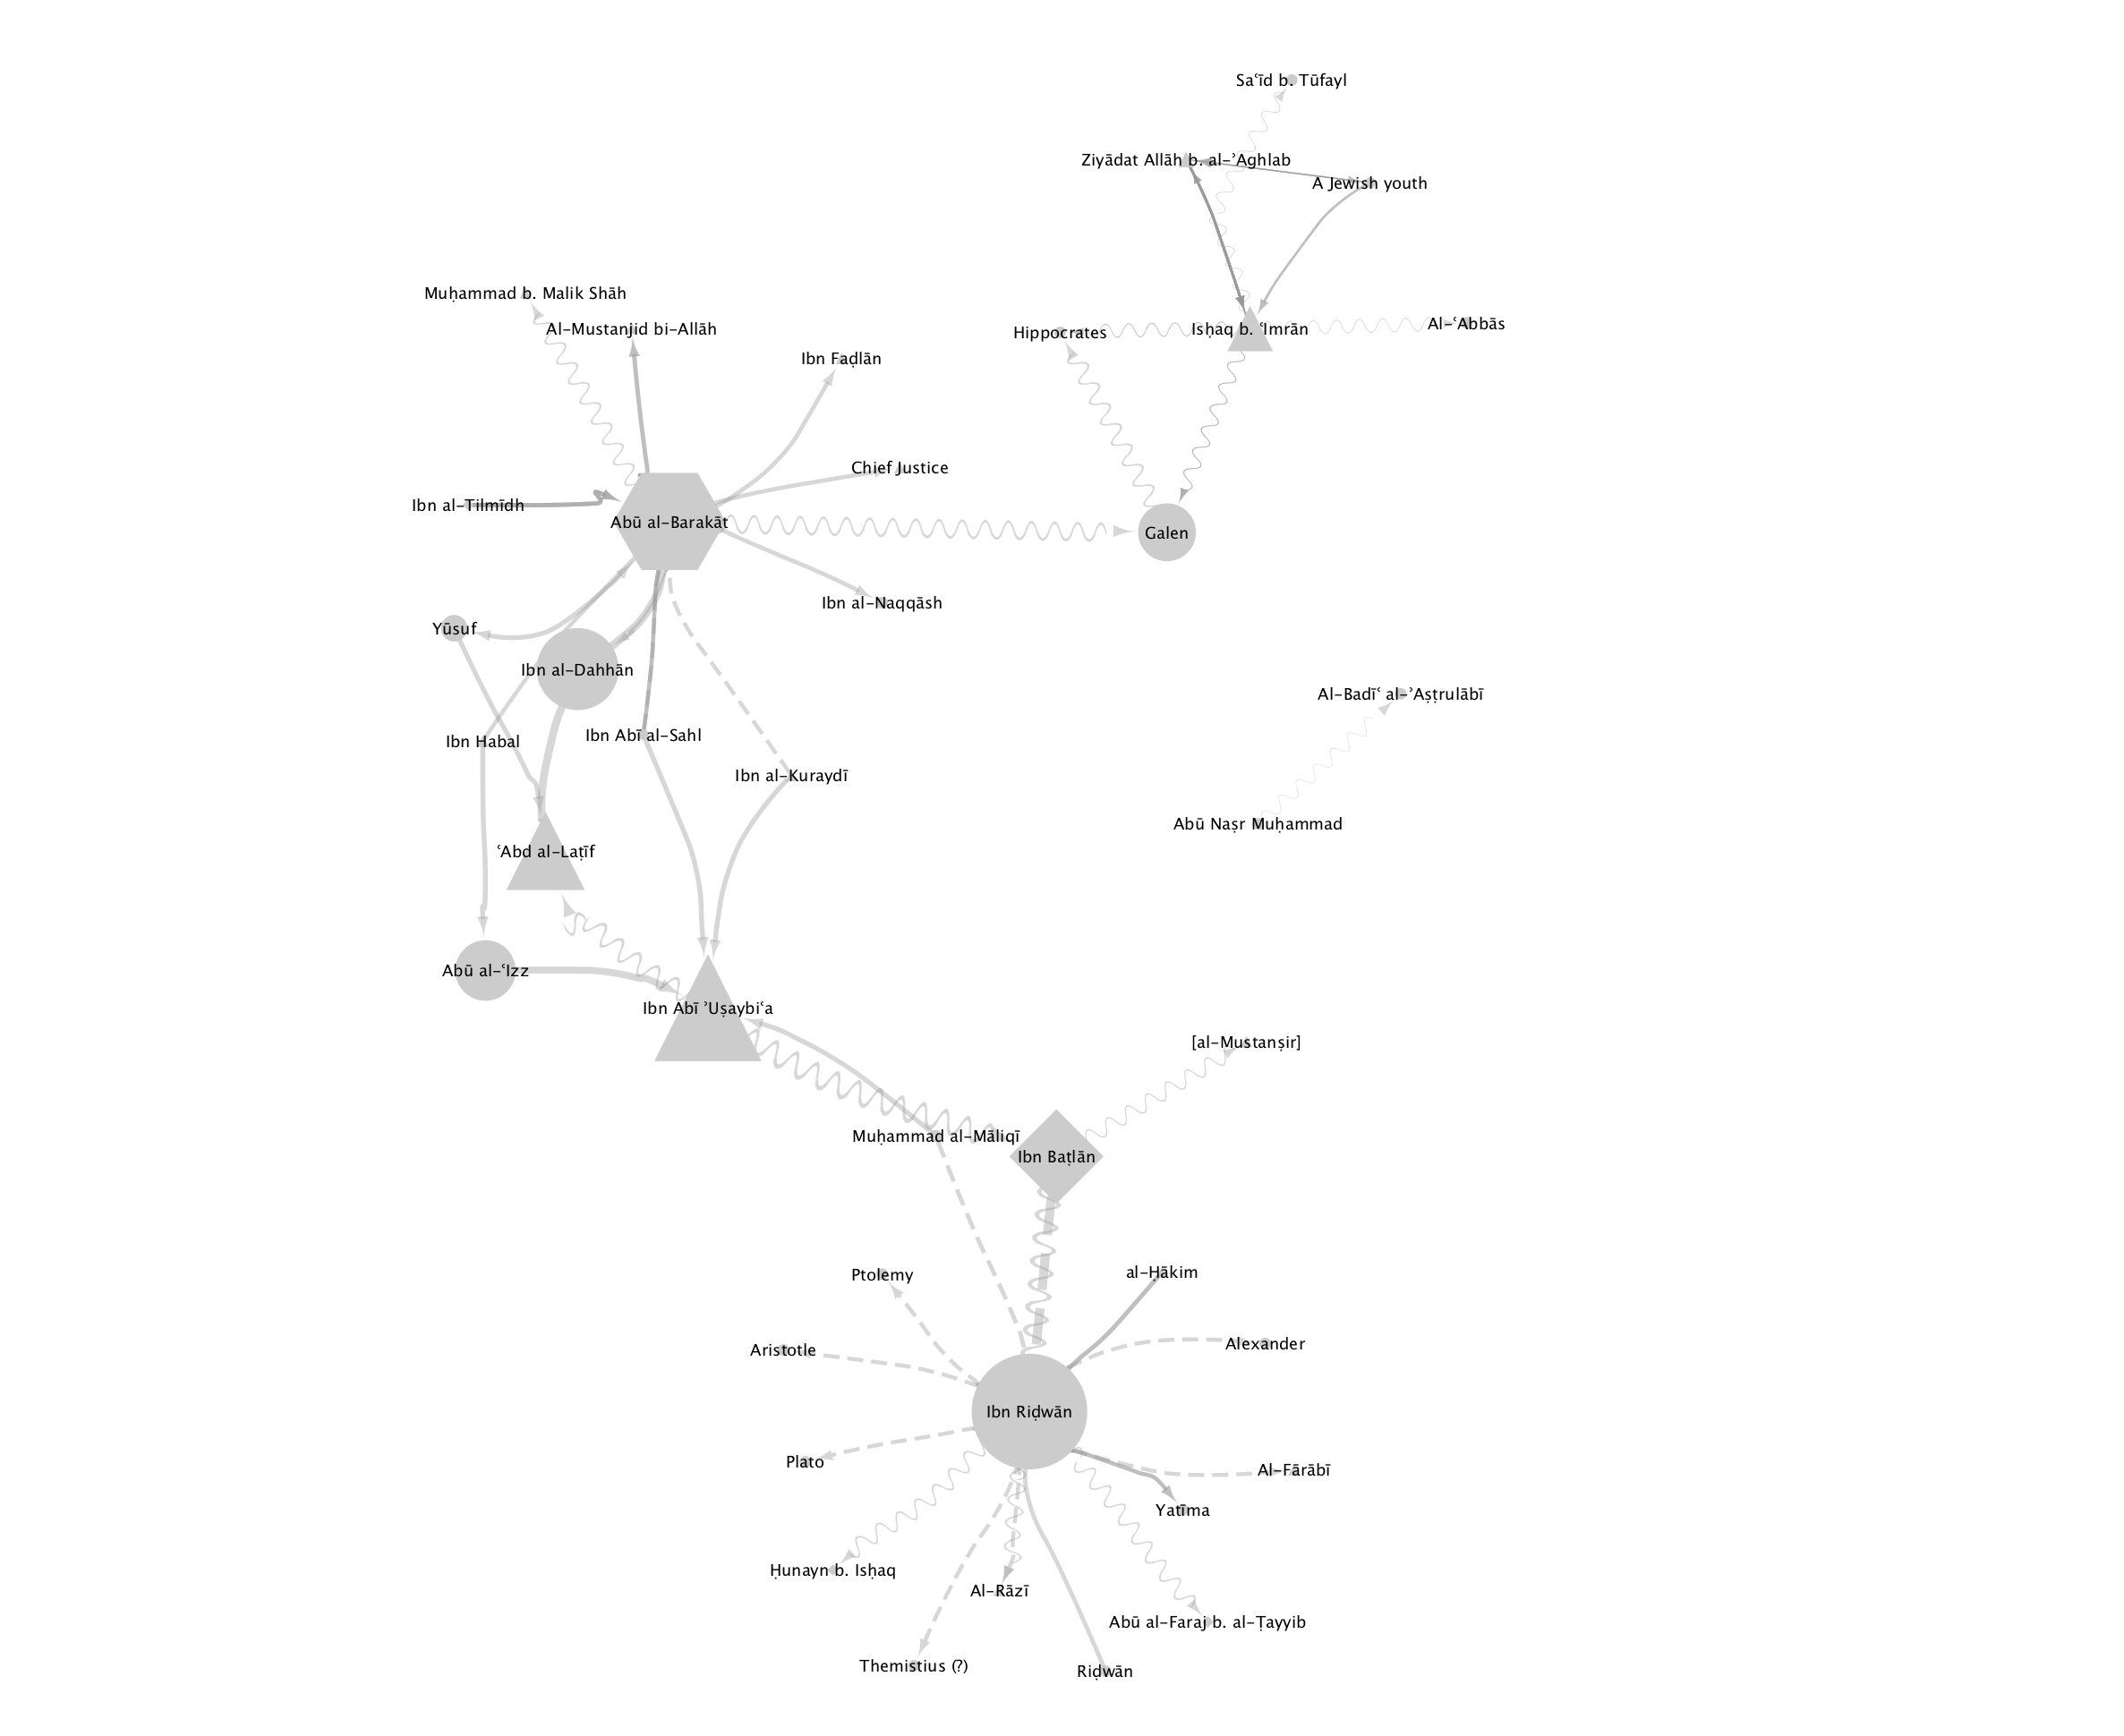 Saʿīd b. Tūfayl
Ziyādat Allāh b. al-ʾAghlab
A Jewish youth
Muḥammad b. Malik Shāh
Al-Mustanjid bi-Allāh
Hippocrates
Isḥaq b. ʿImrān
Al-ʿAbbās
Ibn Faḍlān
Chief Justice
Ibn al-Tilmīdh
Abū al-Barakāt
Galen
Ibn al-Naqqāsh
Yūsuf
Ibn al-Dahhān
Al-Badīʿ al-ʾAṣṭrulābī
Ibn Habal
Ibn Abī al-Sahl
Ibn al-Kuraydī
Abū Naṣr Muḥammad
ʿAbd al-Laṭīf
Abū al-ʿIzz
Ibn Abī ʾUṣaybiʿa
[al-Mustanṣir]
Muḥammad al-Māliqī
Ibn Baṭlān
Ptolemy
al-Ḥākim
Aristotle
Alexander
Ibn Riḍwān
Plato
Al-Fārābī
Yatīma
Ḥunayn b. Isḥaq
Al-Rāzī
Abū al-Faraj b. al-Ṭayyib
Themistius (?)
Riḍwān